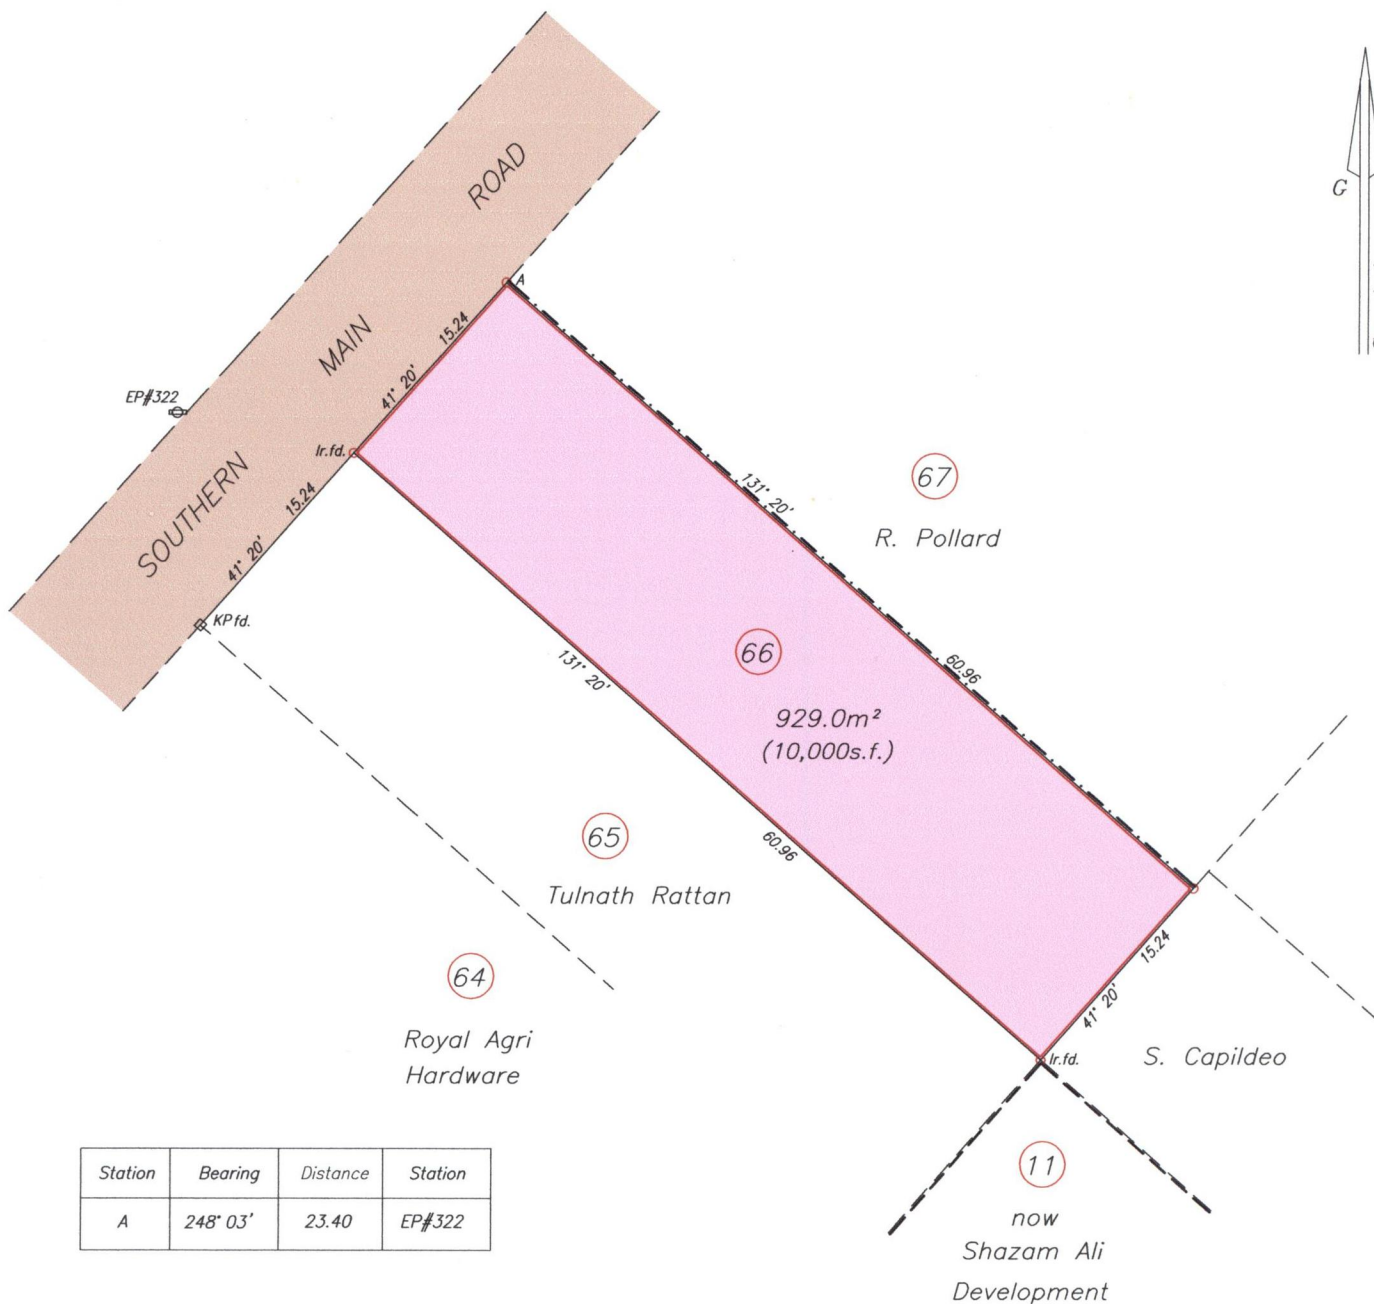 SOUTHERN MAIN ROAD
G
A
15.24
41° 20'
EP#322
Ir.fd.
15.24
41° 20'
KP fd.
131° 20'
60.96
67
R. Pollard
66
929.0m²
(10,000s.f.)
131° 20'
60.96
65
Tulnath Rattan
64
Royal Agri
Hardware
15.24
41° 20'
Ir.fd.
S. Capildeo
11
now
Shazam Ali
Development
Station Bearing Distance Station
A 248° 03' 23.40 EP#322